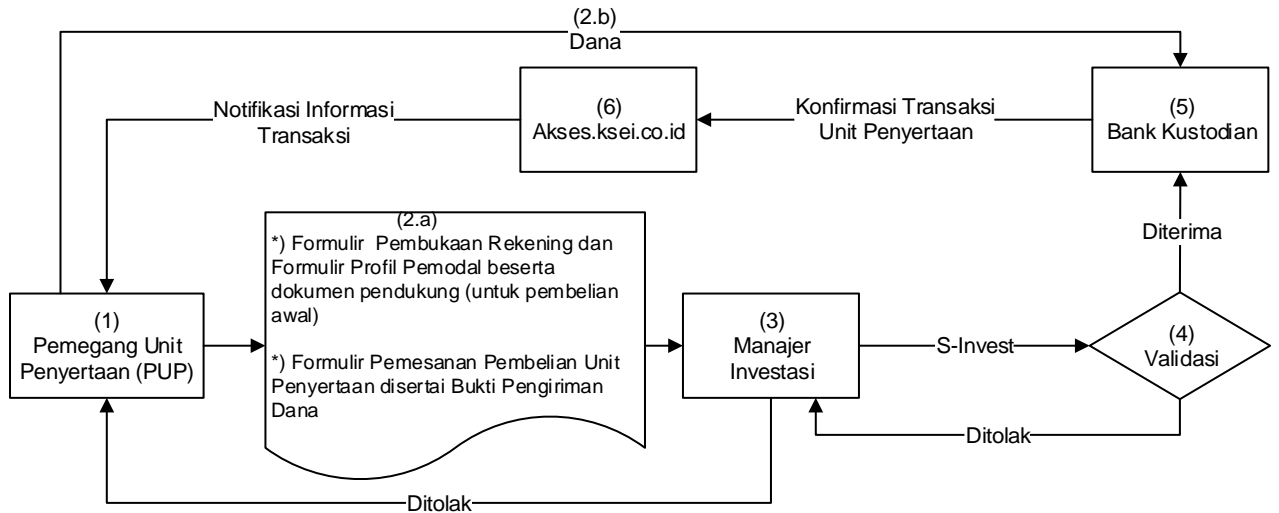 (2.b)
Dana
Notifikasi Informasi
Transaksi
(6)
Akses.ksei.co.id
Konfirmasi Transaksi
Unit Penyertaan
(5)
Bank Kustodian
Diterima
(1)
Pemegang Unit
Penyertaan (PUP)
(2.a)
*) Formulir Pembukaan Rekening dan
Formulir Profil Pemodal beserta
dokumen pendukung (untuk pembelian
awal)
*) Formulir Pemesanan Pembelian Unit
Penyertaan disertai Bukti Pengiriman
Dana
(3)
Manajer
Investasi
S-Invest
(4)
Validasi
Ditolak
Ditolak